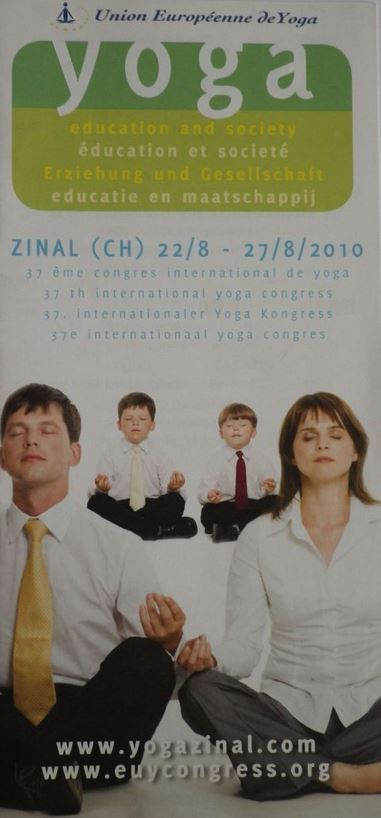 Union Européenne de Yoga
yoga
education and society
éducation et societé
Erziehung und Gesellschaft
educatie en maatschappij
ZINAL (CH) 22/8 - 27/8/2010
37 ème congres international de yoga
37 th international yoga congress
37. internationaler Yoga Kongress
37e internationaal yoga congres
www.yogazinal.com
www.euycongress.org